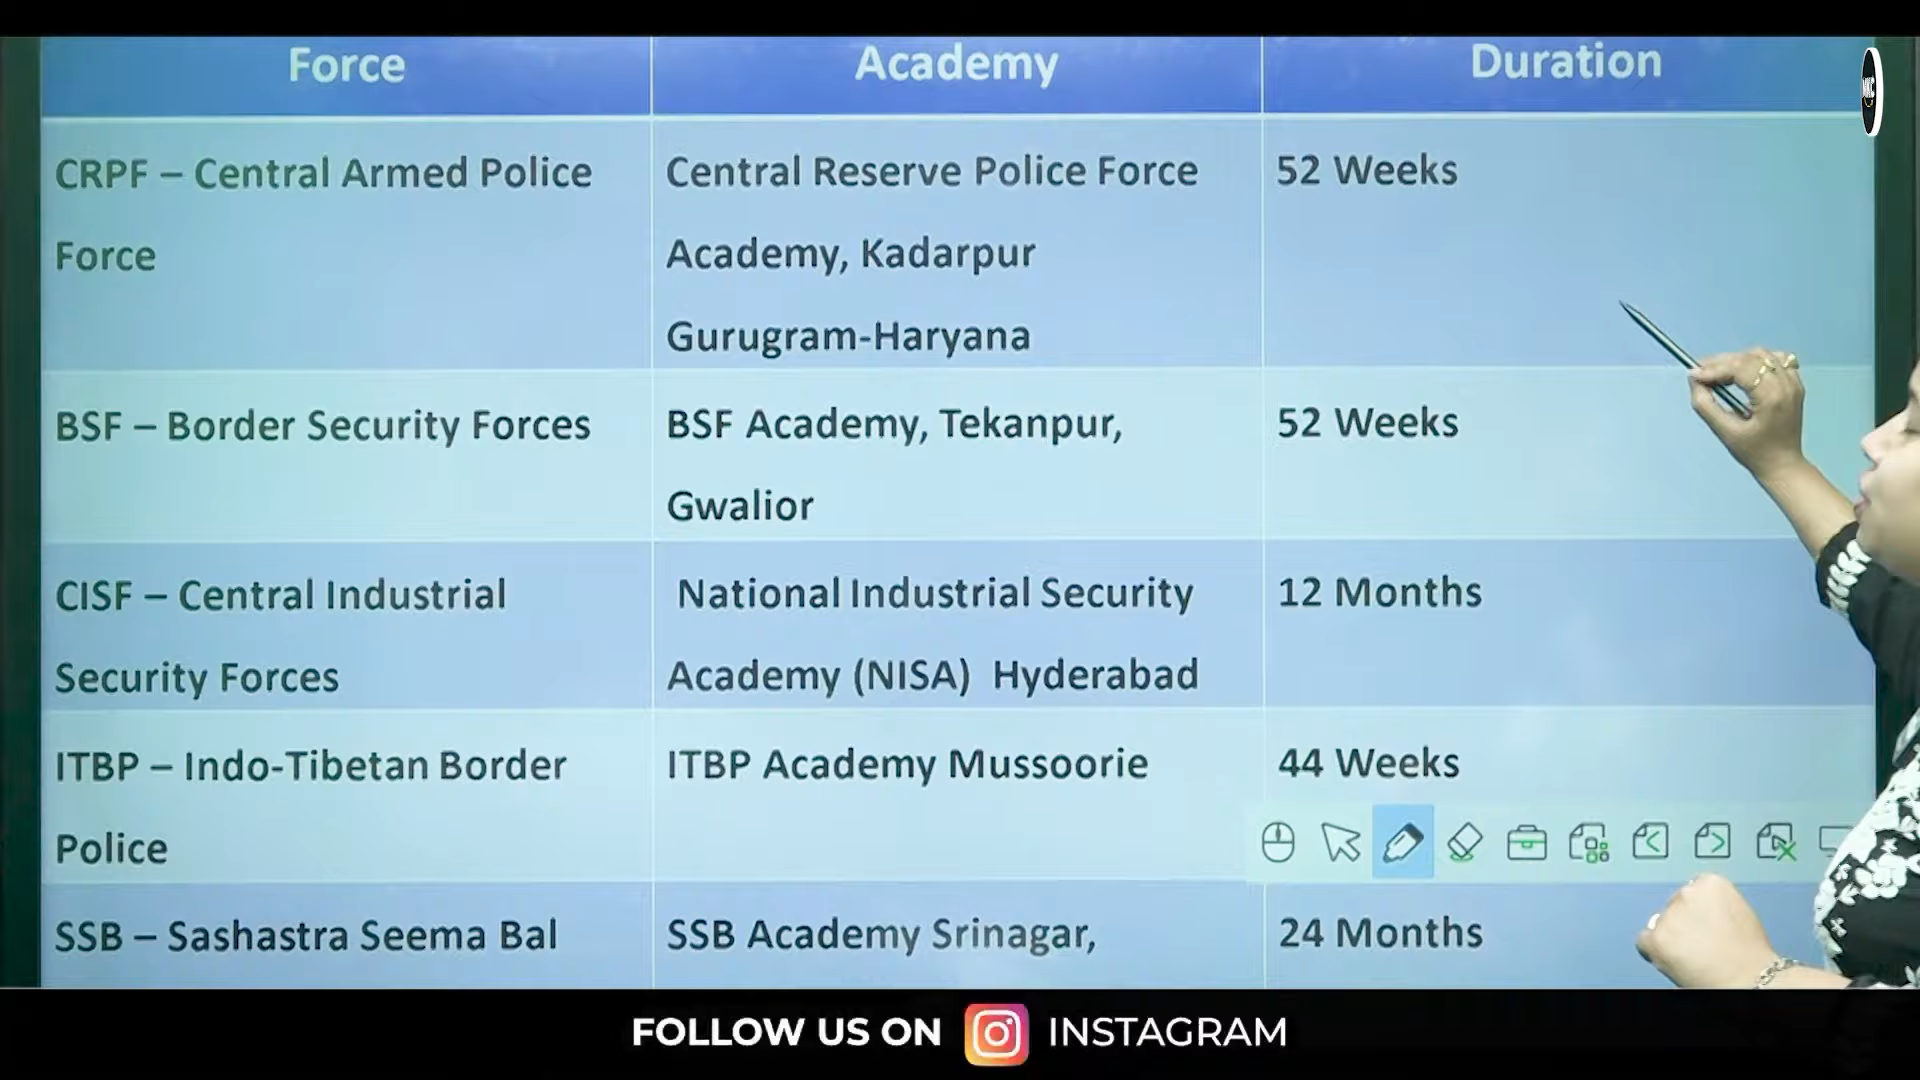 Force
Academy
Duration
CRPF – Central Armed Police
Force
Central Reserve Police Force
Academy, Kadarpur
Gurugram-Haryana
52 Weeks
BSF – Border Security Forces
BSF Academy, Tekanpur,
Gwalior
52 Weeks
CISF – Central Industrial
Security Forces
National Industrial Security
Academy (NISA) Hyderabad
12 Months
ITBP – Indo-Tibetan Border
Police
ITBP Academy Mussoorie
44 Weeks
SSB – Sashastra Seema Bal
SSB Academy Srinagar,
24 Months
FOLLOW US ON INSTAGRAM